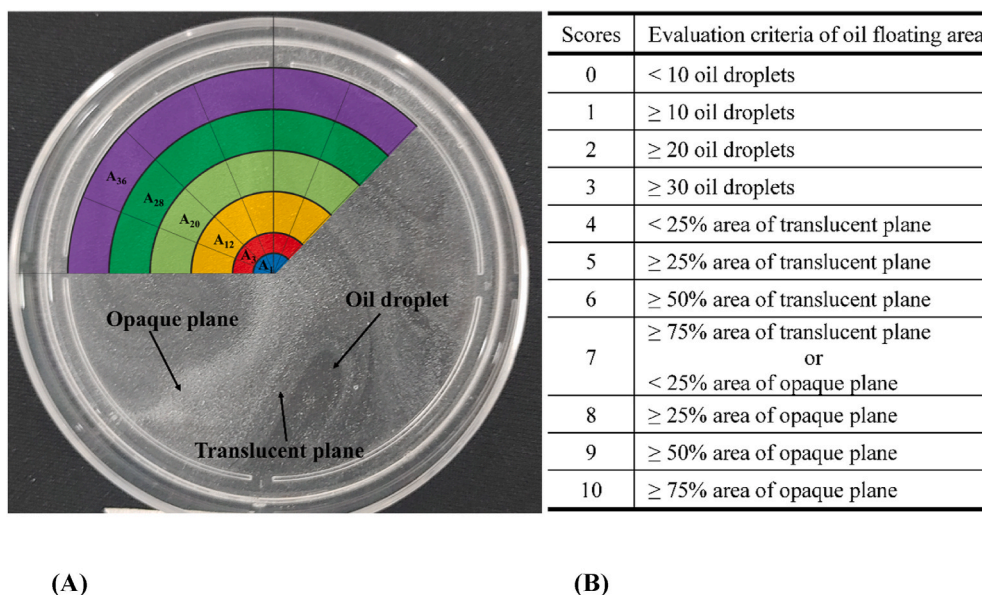 A₃₆
A₂₈
A₂₀
A₁₂
A₃
A₁
Opaque plane
Oil droplet
Translucent plane
Scores Evaluation criteria of oil floating area
0 < 10 oil droplets
1 ≥ 10 oil droplets
2 ≥ 20 oil droplets
3 ≥ 30 oil droplets
4 < 25% area of translucent plane
5 ≥ 25% area of translucent plane
6 ≥ 50% area of translucent plane
7 ≥ 75% area of translucent plane
or
< 25% area of opaque plane
8 ≥ 25% area of opaque plane
9 ≥ 50% area of opaque plane
10 ≥ 75% area of opaque plane
(A) (B)